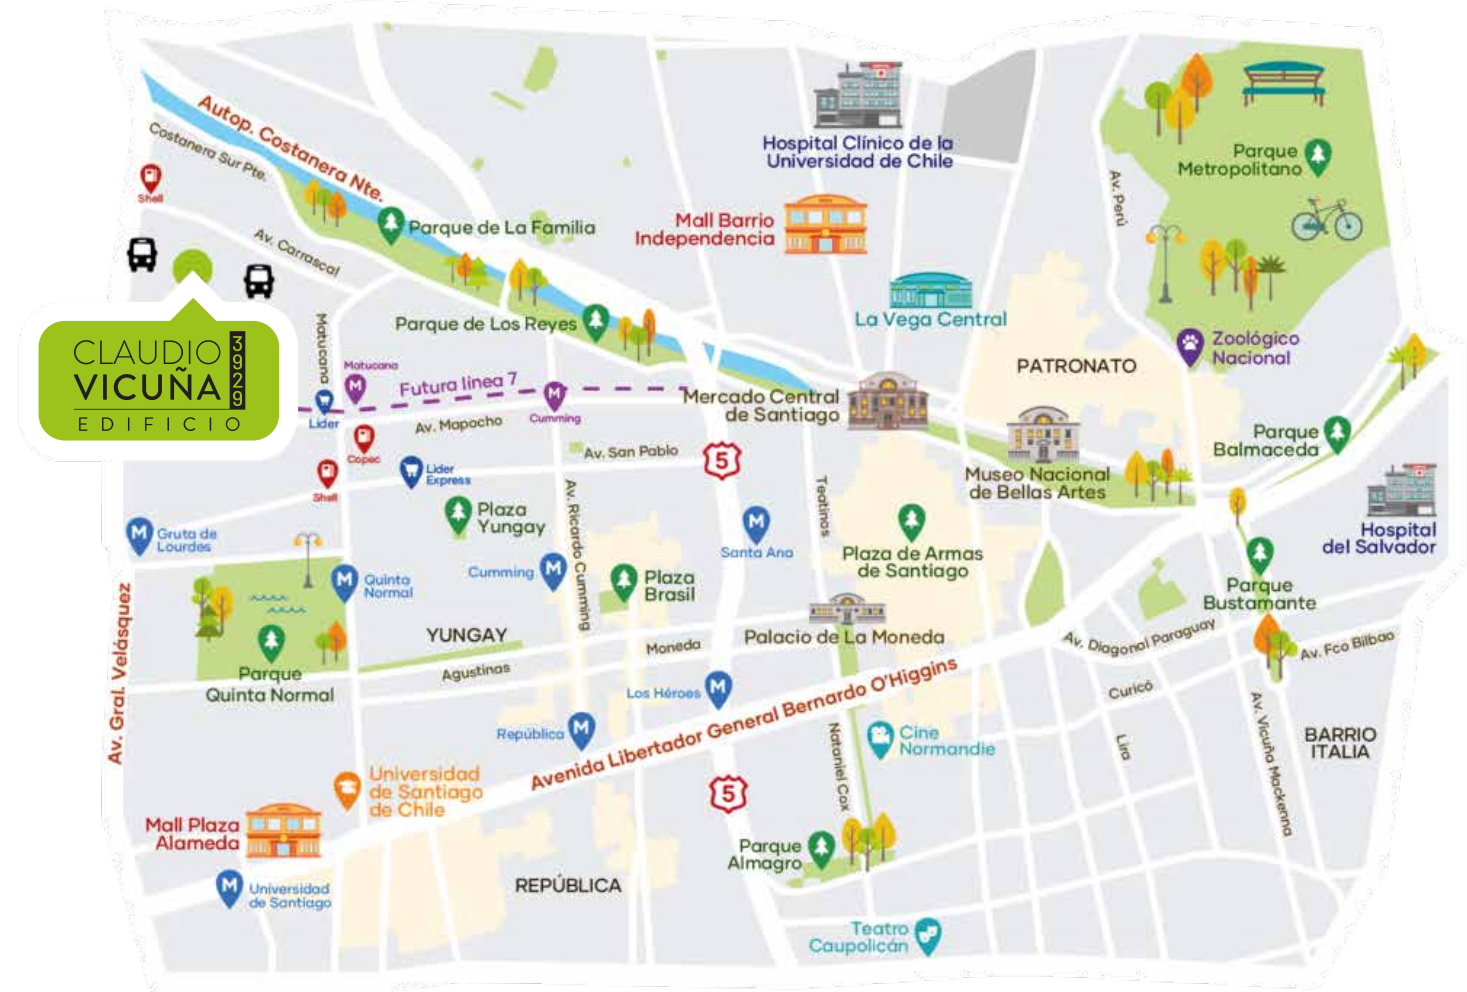 Autop. Costanera Nte.
Costanera Sur Pte.
Shell
Av. Carrascal
Parque de La Familia
Hospital Clínico de la
Universidad de Chile
Mall Barrio
Independencia
La Vega Central
Parque
Metropolitano
Av. Perú
Zoológico
Nacional
PATRONATO
CLAUDIO
VICUÑA
3929
EDIFICIO
Matucana
Matucana
Lider
Futura linea 7
Parque de Los Reyes
M
M
Cumming
Av. Mapocho
Mercado Central
de Santiago
Copec
Shell
Lider
Express
Av. San Pablo
5
Museo Nacional
de Bellas Artes
Parque
Balmaceda
Hospital
del Salvador
M
Gruta de
Lourdes
Plaza
Yungay
Av. Ricardo Cumming
M
Santa Ana
Teatinos
Plaza de Armas
de Santiago
Parque
Bustamante
M
Quinta
Normal
Cumming
M
Plaza
Brasil
Av. Gral. Velásquez
YUNGAY
Parque
Quinta Normal
Agustinas
Moneda
Palacio de La Moneda
Av. Diagonal Paraguay
Av. Fco Bilbao
Los Héroes
M
República
M
Avenida Libertador General Bernardo O'Higgins
Curicó
Lira
Av. Vicuña Mackenna
BARRIO
ITALIA
Nataniel Cox
Cine
Normandie
Universidad
de Santiago
de Chile
5
Mall Plaza
Alameda
Parque
Almagro
M
Universidad
de Santiago
REPÚBLICA
Teatro
Caupolicán